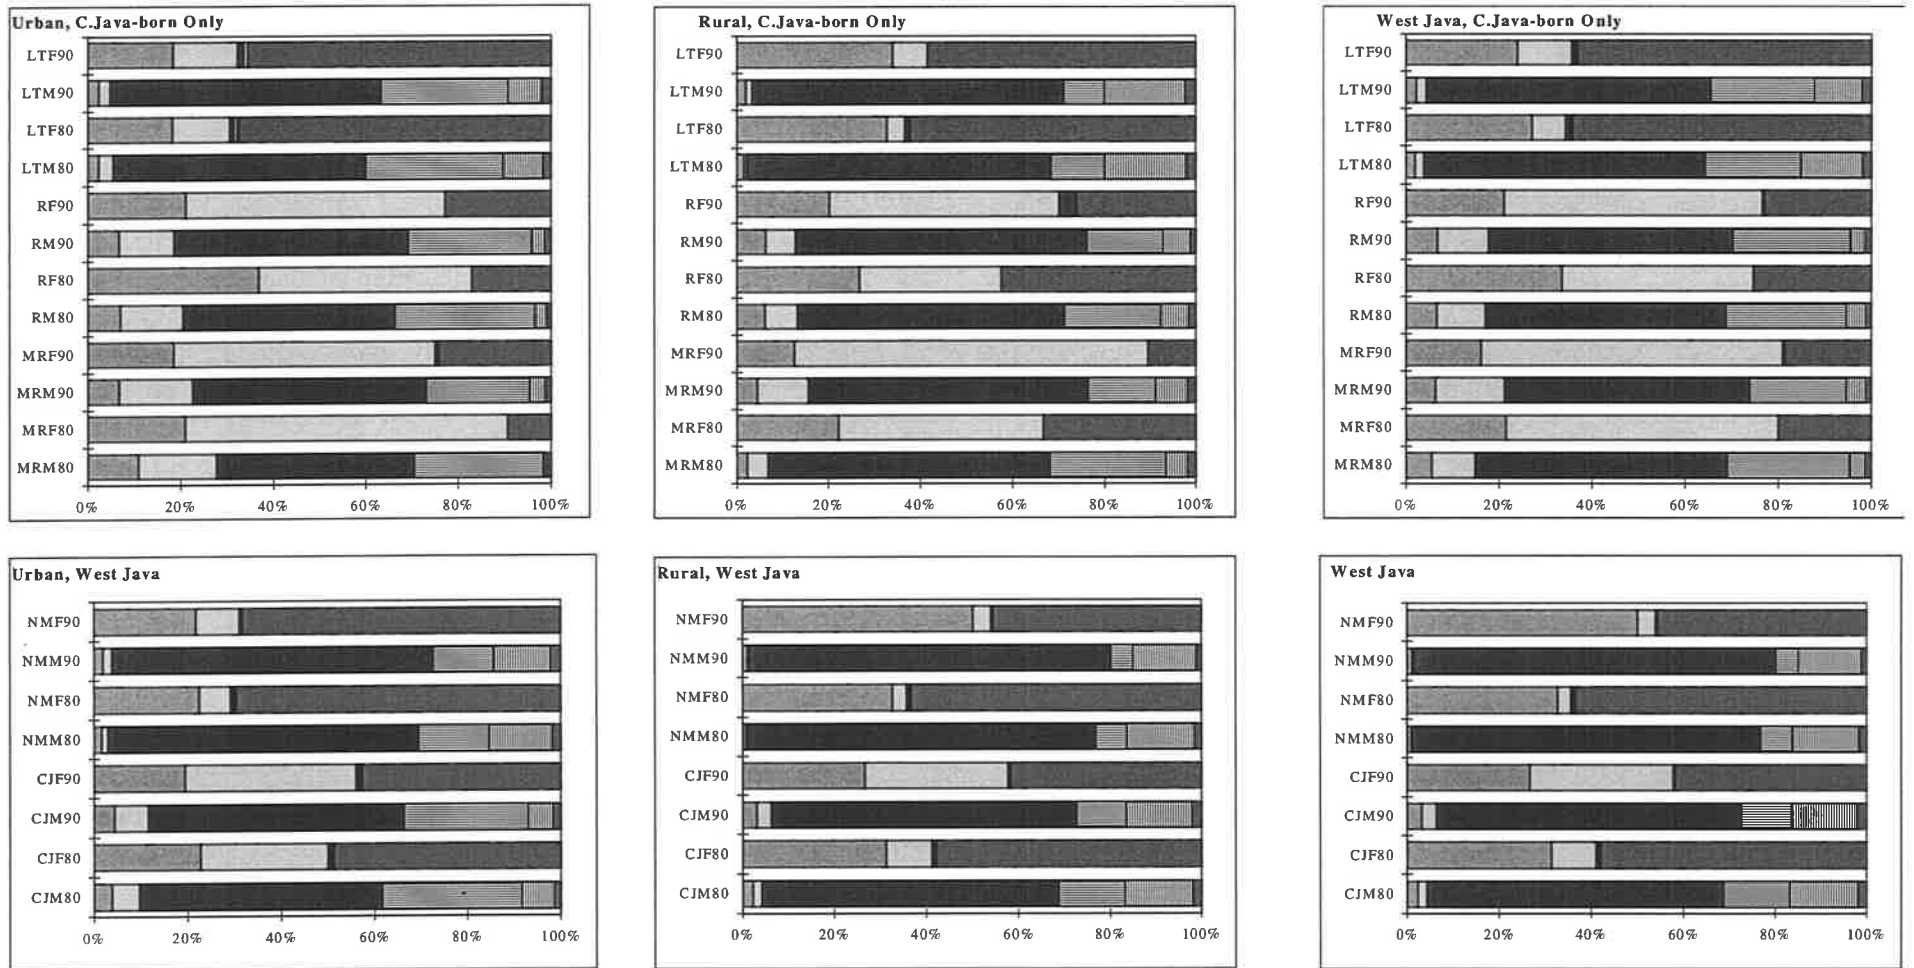 Urban, C.Java-born Only
LTF90
LTM90
LTF80
LTM80
RF90
RM90
RF80
RM80
MRF90
MRM90
MRF80
MRM80
0% 20% 40% 60% 80% 100%
Rural, C.Java-born Only
LTF90
LTM90
LTF80
LTM80
RF90
RM90
RF80
RM80
MRF90
MRM90
MRF80
MRM80
0% 20% 40% 60% 80% 100%
West Java, C.Java-born Only
LTF90
LTM90
LTF80
LTM80
RF90
RM90
RF80
RM80
MRF90
MRM90
MRF80
MRM80
0% 20% 40% 60% 80% 100%
Urban, West Java
NMF90
NMM90
NMF80
NMM80
CJF90
CJM90
CJF80
CJM80
0% 20% 40% 60% 80% 100%
Rural, West Java
NMF90
NMM90
NMF80
NMM80
CJF90
CJM90
CJF80
CJM80
0% 20% 40% 60% 80% 100%
West Java
NMF90
NMM90
NMF80
NMM80
CJF90
CJM90
CJF80
CJM80
0% 20% 40% 60% 80% 100%